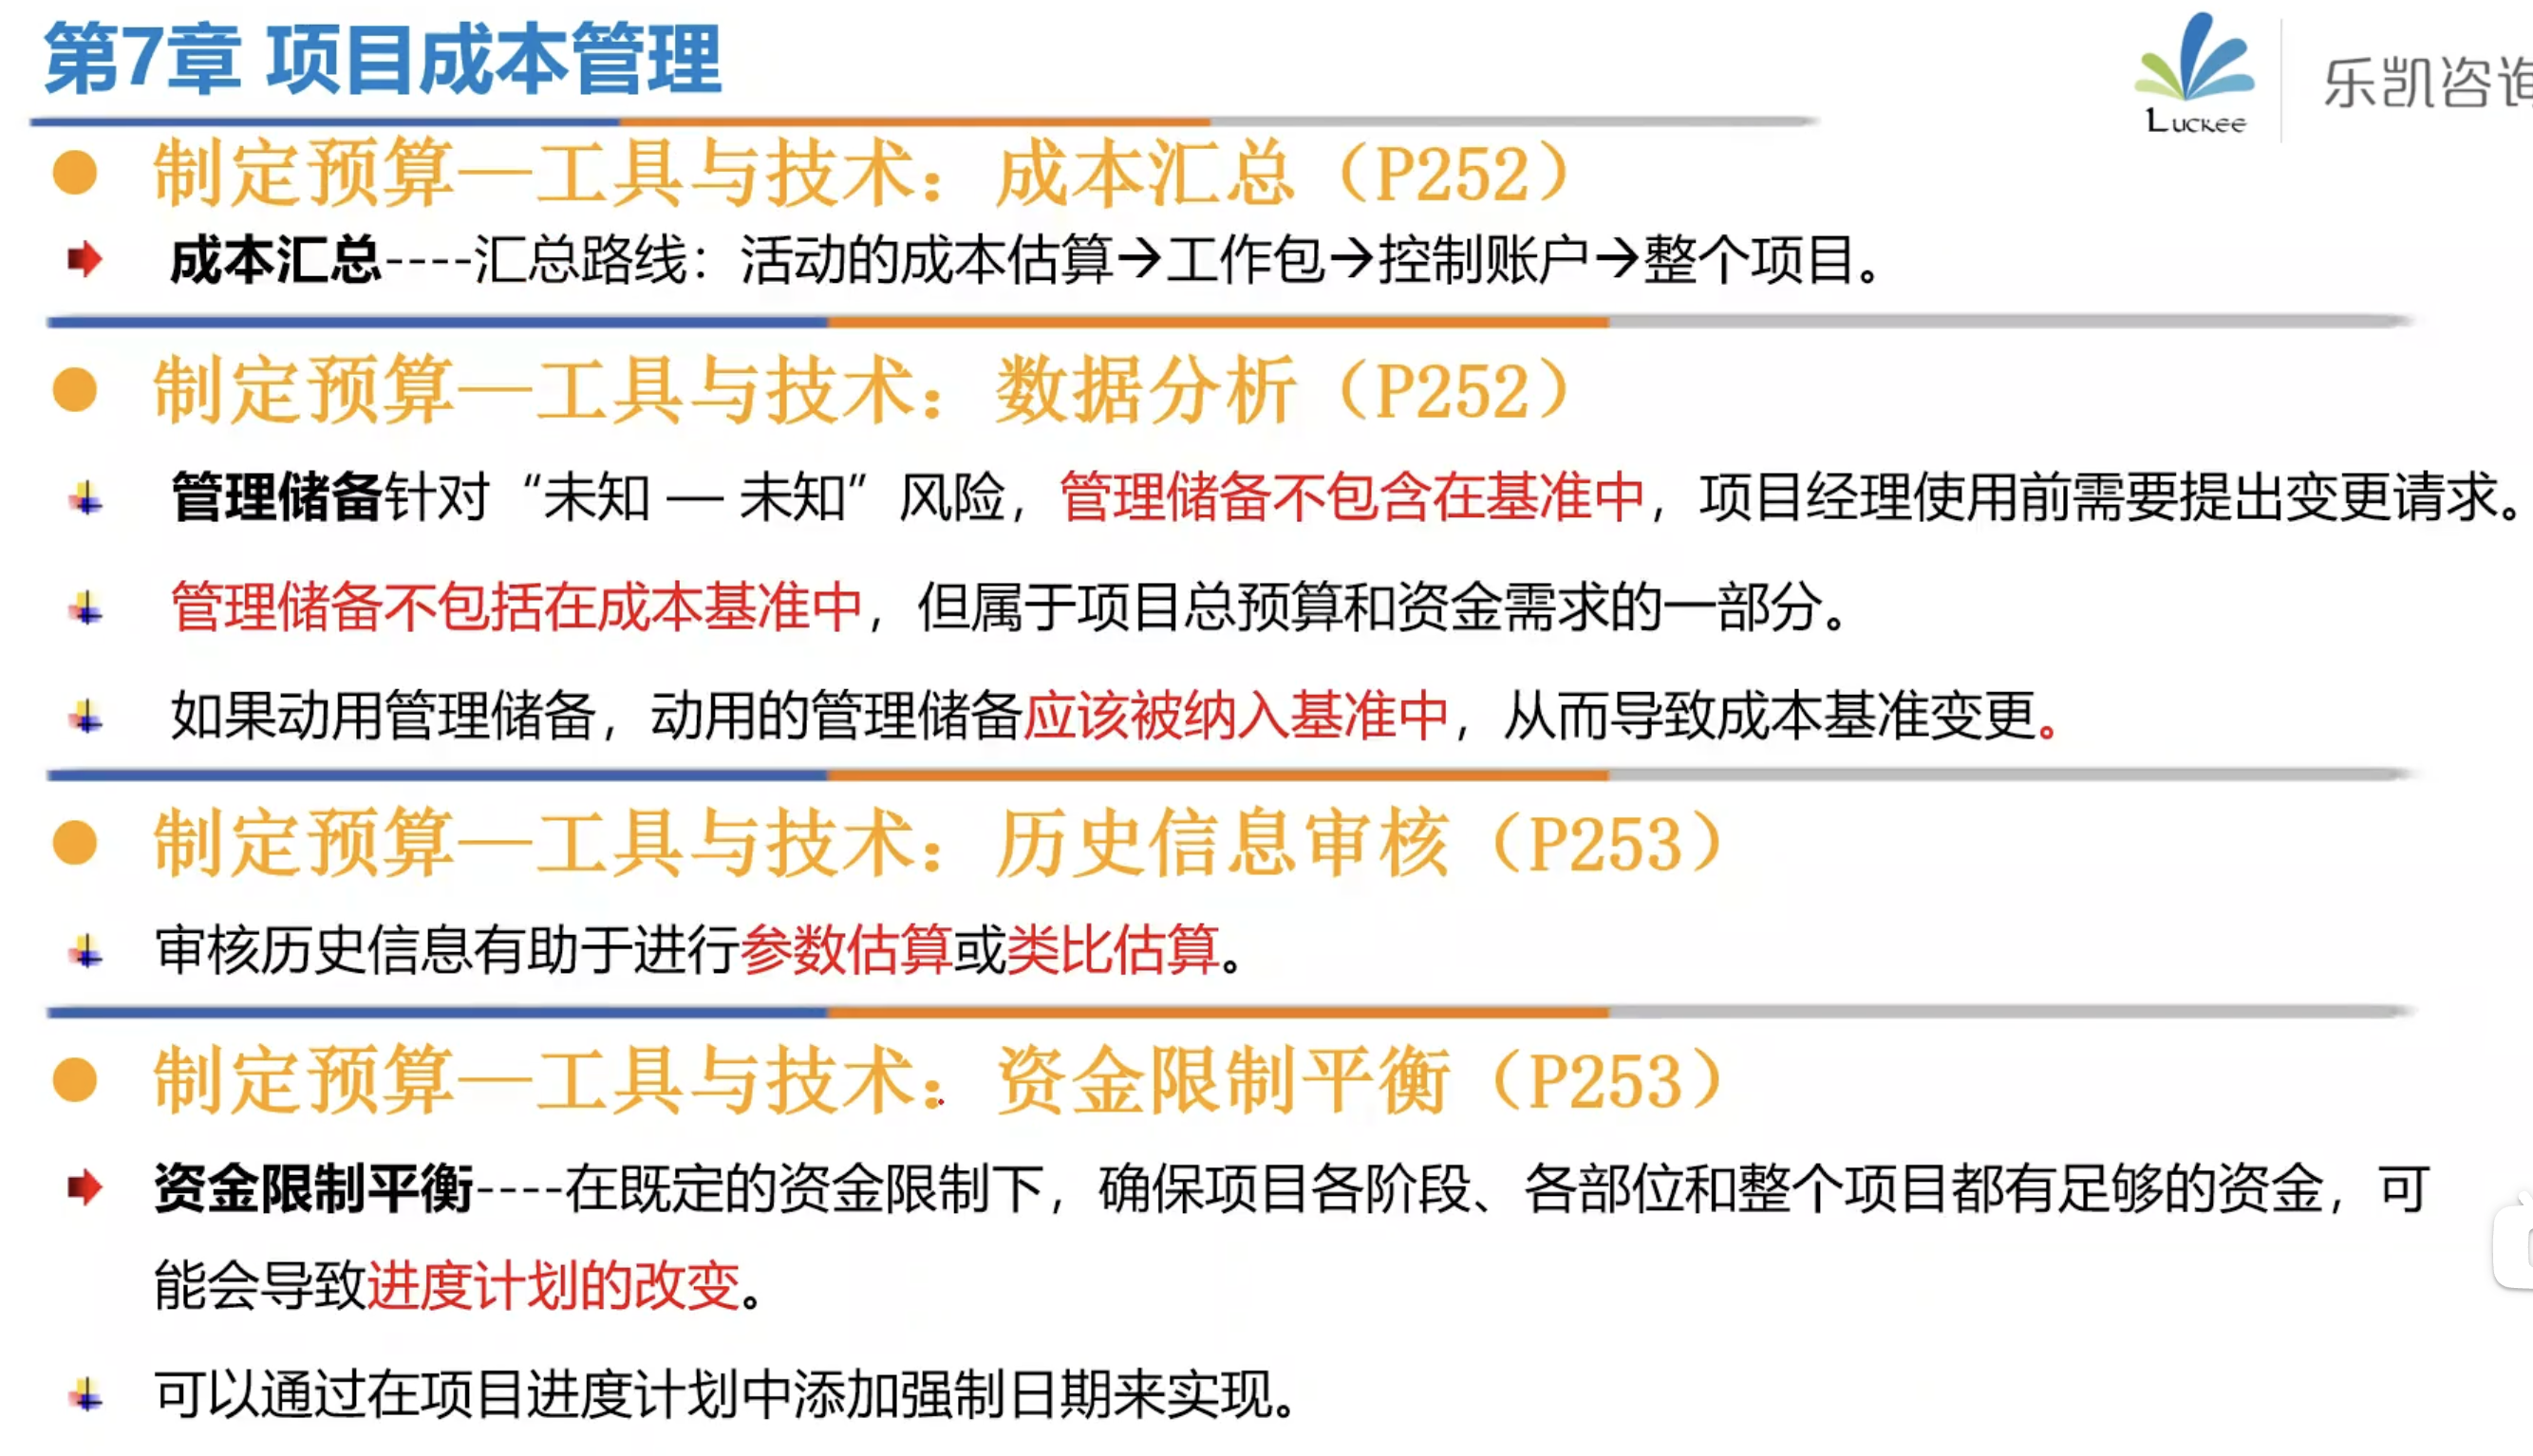 第7章 项目成本管理
LUCKEE
乐凯咨询
制定预算—工具与技术：成本汇总（P252）
成本汇总----汇总路线：活动的成本估算→工作包→控制账户→整个项目。
制定预算—工具与技术：数据分析（P252）
管理储备针对“未知 — 未知”风险，管理储备不包含在基准中，项目经理使用前需要提出变更请求。
管理储备不包括在成本基准中，但属于项目总预算和资金需求的一部分。
如果动用管理储备，动用的管理储备应该被纳入基准中，从而导致成本基准变更。
制定预算—工具与技术：历史信息审核（P253）
审核历史信息有助于进行参数估算或类比估算。
制定预算—工具与技术：资金限制平衡（P253）
资金限制平衡----在既定的资金限制下，确保项目各阶段、各部位和整个项目都有足够的资金，可
能会导致进度计划的改变。
可以通过在项目进度计划中添加强制日期来实现。